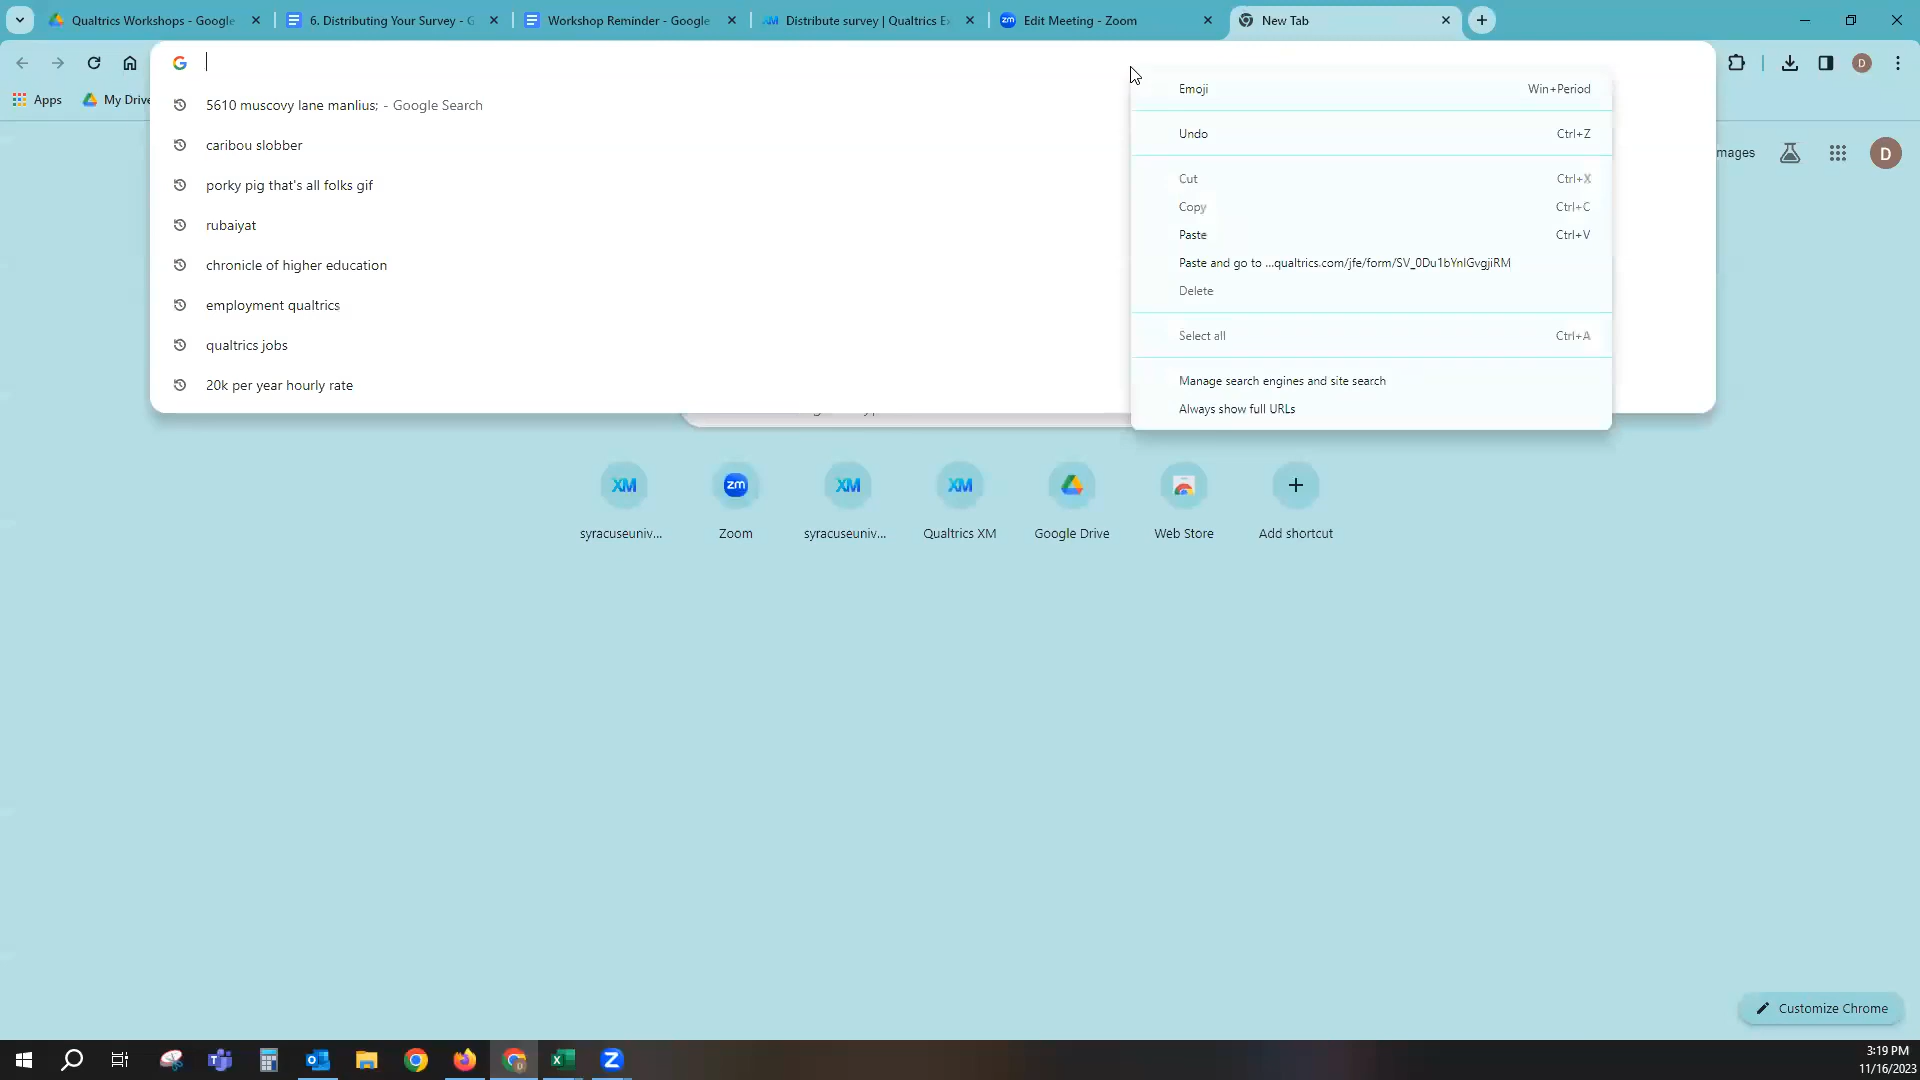 Qualtrics Workshops - Google
6. Distributing Your Survey - G
Workshop Reminder - Google
XM Distribute survey | Qualtrics Ex
zm Edit Meeting - Zoom
New Tab
D
Apps
My Drive
G
5610 muscovy lane manlius; - Google Search
caribou slobber
porky pig that's all folks gif
rubaiyat
chronicle of higher education
employment qualtrics
qualtrics jobs
20k per year hourly rate
Emoji Win+Period
Undo Ctrl+Z
Cut Ctrl+X
Copy Ctrl+C
Paste Ctrl+V
Paste and go to ...qualtrics.com/jfe/form/SV_0Du1bYnIGvgjiRM
Delete
Select all Ctrl+A
Manage search engines and site search
Always show full URLs
mages
D
XM
zm
XM
XM
syracuseuniv...
Zoom
syracuseuniv...
Qualtrics XM
Google Drive
Web Store
Add shortcut
Customize Chrome
3:19 PM
11/16/2023